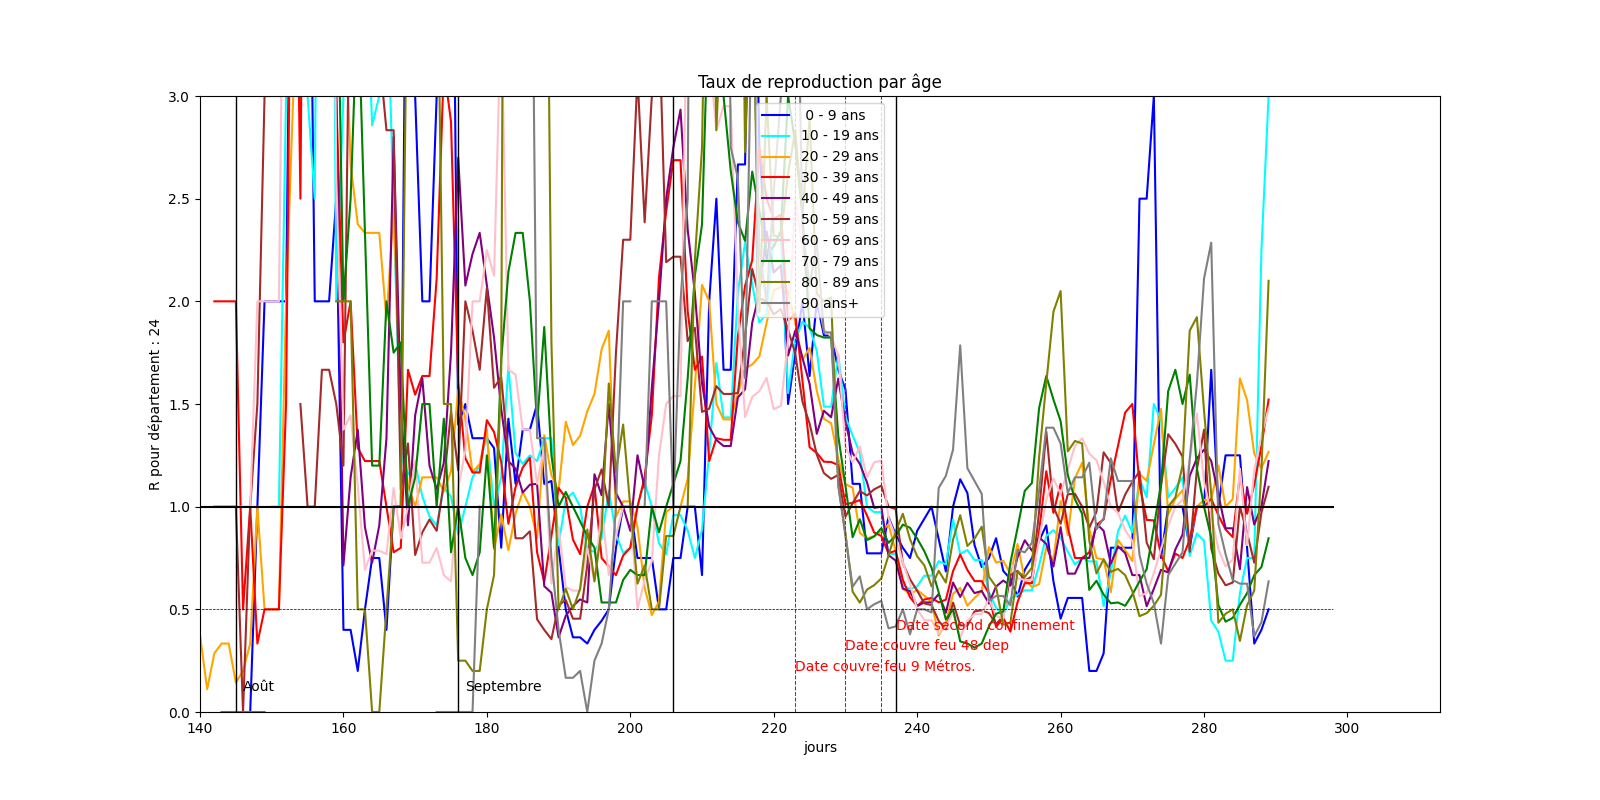 Taux de reproduction par âge
R pour département : 24
3.0
2.5
2.0
1.5
1.0
0.5
0.0
0 - 9 ans
10 - 19 ans
20 - 29 ans
30 - 39 ans
40 - 49 ans
50 - 59 ans
60 - 69 ans
70 - 79 ans
80 - 89 ans
90 ans+
Date second confinement
Date couvre feu 48 dep
Date couvre feu 9 Métros.
Août
Septembre
140
160
180
200
220
240
260
280
300
jours